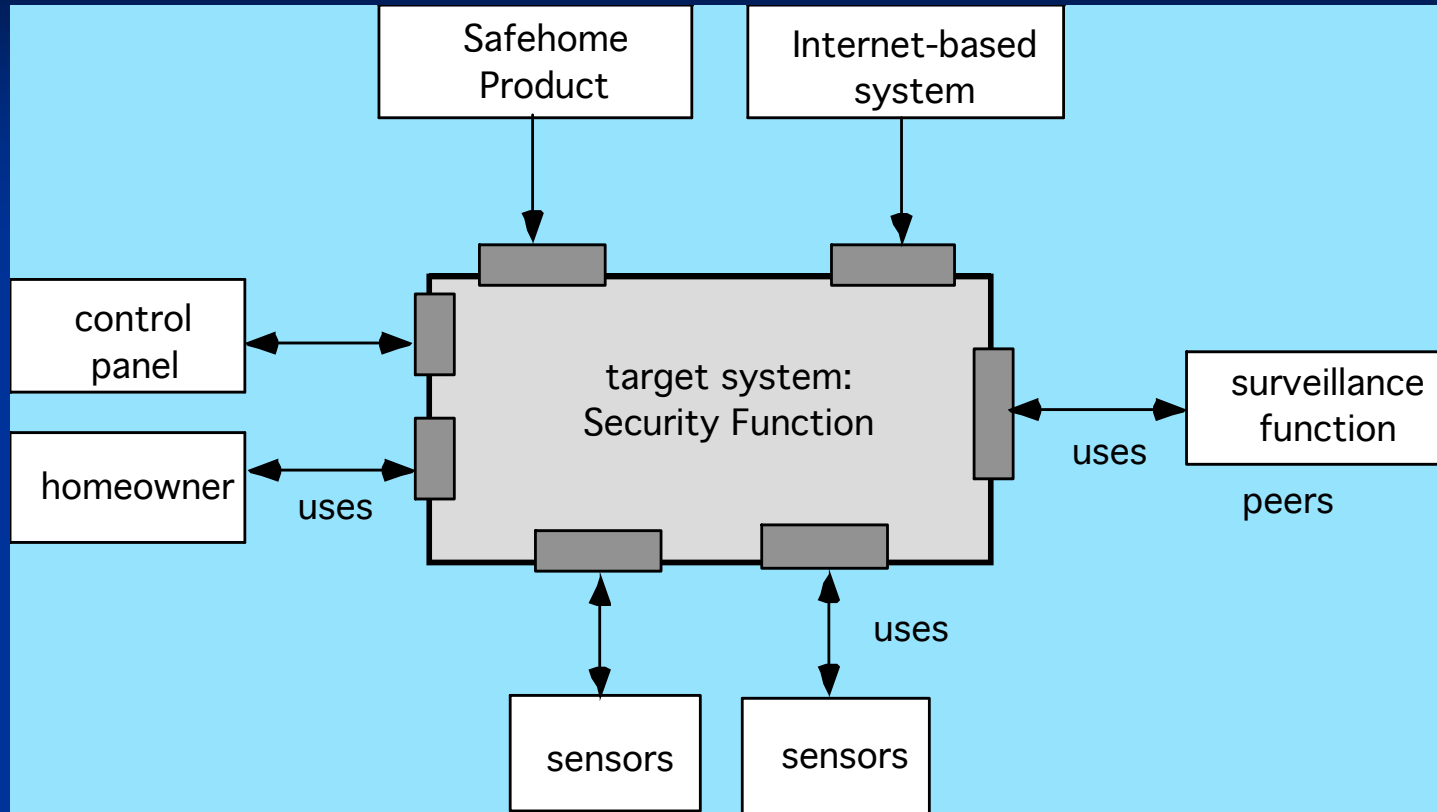 Safehome
Product
Internet-based
system
control
panel
target system:
Security Function
surveillance
function
uses
peers
homeowner
uses
uses
sensors
sensors